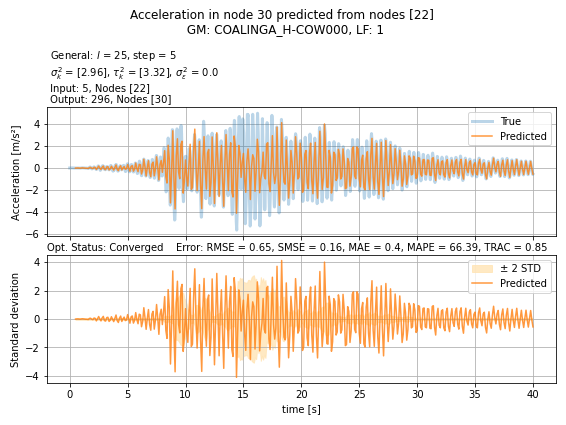 Acceleration in node 30 predicted from nodes [22]
GM: COALINGA_H-COW000, LF: 1
General: l = 25, step = 5
σ²ₖ = [2.96], τ²ₖ = [3.32], σ²ε = 0.0
Input: 5, Nodes [22]
Output: 296, Nodes [30]
Acceleration [m/s²]
4
2
0
−2
−4
−6
True
Predicted
Opt. Status: Converged Error: RMSE = 0.65, SMSE = 0.16, MAE = 0.4, MAPE = 66.39, TRAC = 0.85
Standard deviation
4
2
0
−2
−4
± 2 STD
Predicted
0 5 10 15 20 25 30 35 40
time [s]